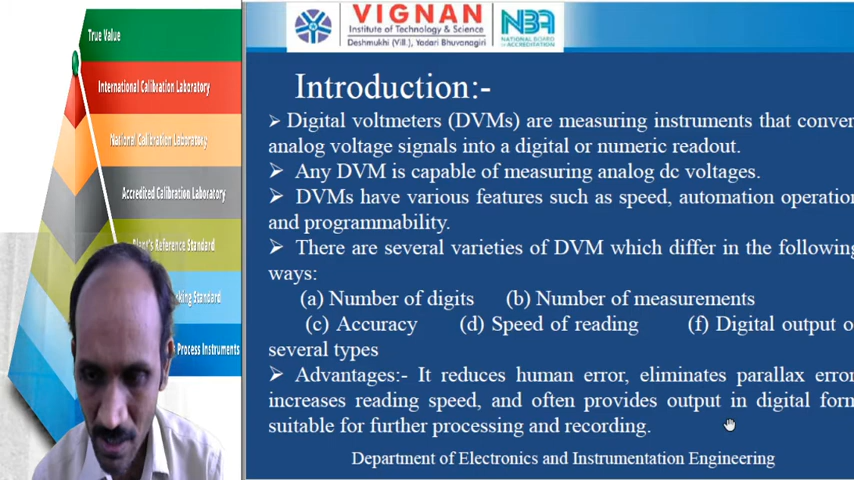 True Value
International Calibration Laboratory
National Calibration Laboratory
Accredited Calibration Laboratory
Plant's Reference Standard
king Standard
Process Instruments
VIGNAN
Institute of Technology & Science
Deshmukhi (Vill.), Yadari Bhuvanagiri
NBA
NATIONAL BOARD
OF ACCREDITATION
Introduction:-
➢ Digital voltmeters (DVMs) are measuring instruments that conver
analog voltage signals into a digital or numeric readout.
➢ Any DVM is capable of measuring analog dc voltages.
➢ DVMs have various features such as speed, automation operation
and programmability.
➢ There are several varieties of DVM which differ in the following
ways:
(a) Number of digits (b) Number of measurements
(c) Accuracy (d) Speed of reading (f) Digital output o
several types
➢ Advantages:- It reduces human error, eliminates parallax error
increases reading speed, and often provides output in digital form
suitable for further processing and recording.
Department of Electronics and Instrumentation Engineering